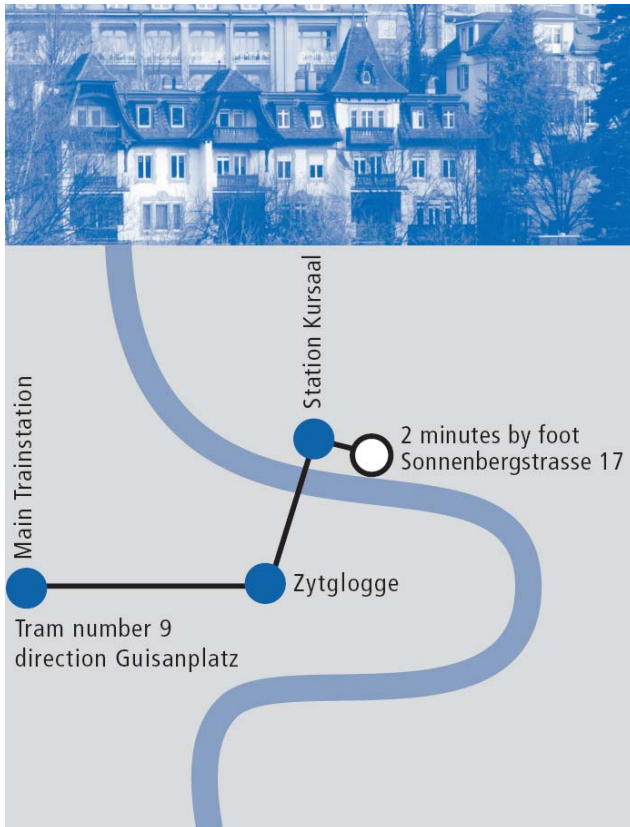 Station Kursaal
Main Trainstation
2 minutes by foot
Sonnenbergstrasse 17
Zytglogge
Tram number 9
direction Guisanplatz